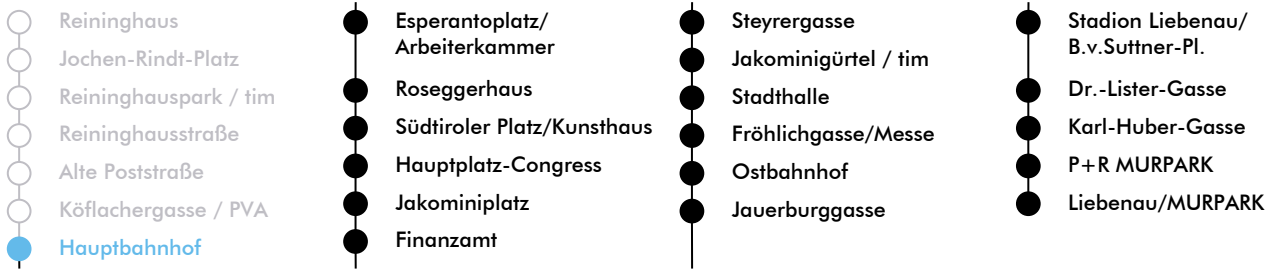 Reininghaus
Jochen-Rindt-Platz
Reininghauspark / tim
Reininghausstraße
Alte Poststraße
Köflachergasse / PVA
Hauptbahnhof
Esperantoplatz/
Arbeiterkammer
Roseggerhaus
Südtiroler Platz/Kunsthaus
Hauptplatz-Congress
Jakominiplatz
Finanzamt
Steyrergasse
Jakominigürtel / tim
Stadthalle
Fröhlichgasse/Messe
Ostbahnhof
Jauerburggasse
Stadion Liebenau/
B.v.Suttner-Pl.
Dr.-Lister-Gasse
Karl-Huber-Gasse
P+R MURPARK
Liebenau/MURPARK